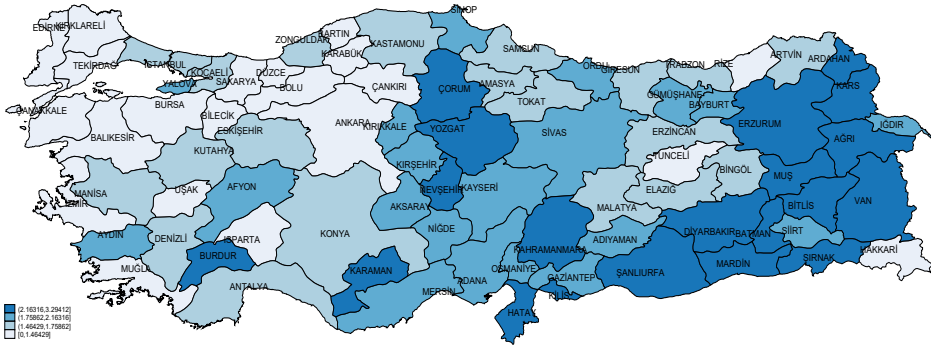 SİNOP
EDİRNE
KIRKLARELİ
TEKİRDAĞ
İSTANBUL
KOCAELİ
YALOVA
SAKARYA
DÜZCE
BOLU
ZONGULDAK
BARTIN
KARABÜK
KASTAMONU
ÇANKIRI
SAMSUN
AMASYA
TOKAT
ORDU
GİRESUN
TRABZON
RİZE
ARTVİN
ARDAHAN
KARS
GÜMÜŞHANE
BAYBURT
ERZURUM
IĞDIR
AĞRI
ÇANAKKALE
BALIKESİR
BURSA
BİLECİK
ESKİŞEHİR
KUTAHYA
ANKARA
KIRIKKALE
ÇORUM
YOZGAT
SİVAS
ERZİNCAN
TUNCELİ
BİNGÖL
MUŞ
BİTLİS
VAN
MANİSA
İZMİR
UŞAK
AFYON
KIRŞEHİR
NEVŞEHİR
KAYSERİ
AKSARAY
NİĞDE
MALATYA
ELAZIĞ
DİYARBAKIR
BATMAN
SİİRT
HAKKARİ
AYDIN
DENİZLİ
ISPARTA
BURDUR
KONYA
KARAMAN
KAHRAMANMARA
ADIYAMAN
ŞANLIURFA
MARDİN
ŞIRNAK
MUĞLA
ANTALYA
MERSİN
ADANA
OSMANİYE
GAZİANTEP
KİLİS
HATAY
(2.16316,3.29412]
(1.75862,2.16316]
(1.46429,1.75862]
[0,1.46429]